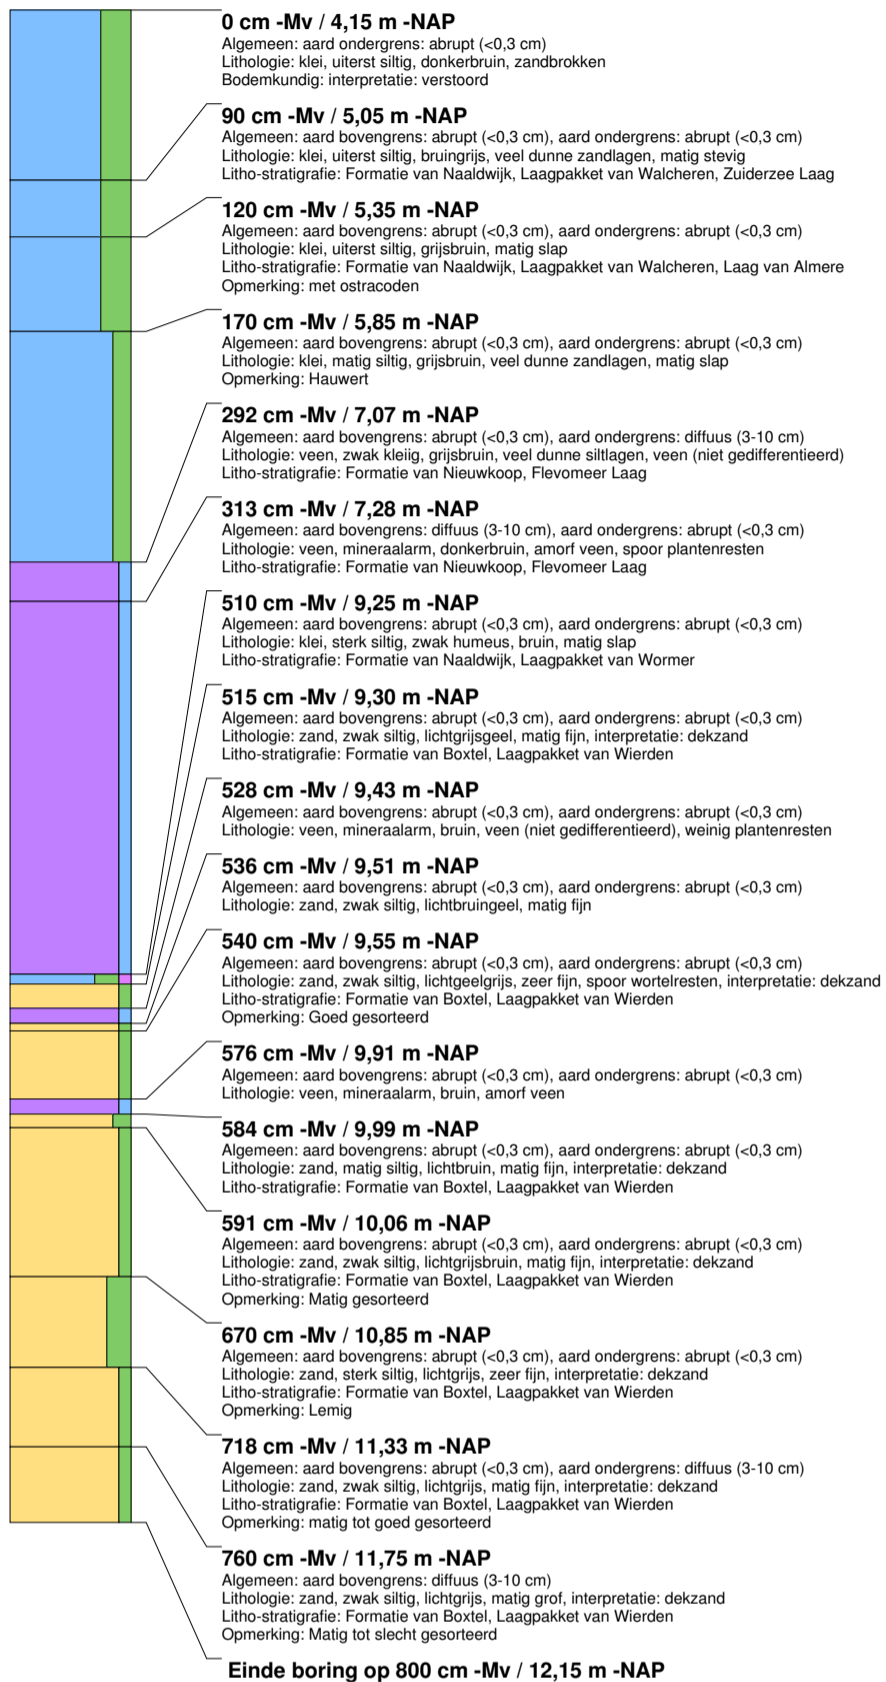 0 cm -Mv / 4,15 m -NAP
Algemeen: aard ondergrens: abrupt (<0,3 cm)
Lithologie: klei, uiterst siltig, donkerbruin, zandbrokken
Bodemkundig: interpretatie: verstoord
90 cm -Mv / 5,05 m -NAP
Algemeen: aard bovengrens: abrupt (<0,3 cm), aard ondergrens: abrupt (<0,3 cm)
Lithologie: klei, uiterst siltig, bruingrijs, veel dunne zandlagen, matig stevig
Litho-stratigrafie: Formatie van Naaldwijk, Laagpakket van Walcheren, Zuiderzee Laag
120 cm -Mv / 5,35 m -NAP
Algemeen: aard bovengrens: abrupt (<0,3 cm), aard ondergrens: abrupt (<0,3 cm)
Lithologie: klei, uiterst siltig, grijsbruin, matig slap
Litho-stratigrafie: Formatie van Naaldwijk, Laagpakket van Walcheren, Laag van Almere
Opmerking: met ostracoden
170 cm -Mv / 5,85 m -NAP
Algemeen: aard bovengrens: abrupt (<0,3 cm), aard ondergrens: abrupt (<0,3 cm)
Lithologie: klei, matig siltig, grijsbruin, veel dunne zandlagen, matig slap
Opmerking: Hauwert
292 cm -Mv / 7,07 m -NAP
Algemeen: aard bovengrens: abrupt (<0,3 cm), aard ondergrens: diffuus (3-10 cm)
Lithologie: veen, zwak kleiig, grijsbruin, veel dunne siltlagen, veen (niet gedifferentieerd)
Litho-stratigrafie: Formatie van Nieuwkoop, Flevomeer Laag
313 cm -Mv / 7,28 m -NAP
Algemeen: aard bovengrens: diffuus (3-10 cm), aard ondergrens: abrupt (<0,3 cm)
Lithologie: veen, mineraalarm, donkerbruin, amorf veen, spoor plantenresten
Litho-stratigrafie: Formatie van Nieuwkoop, Flevomeer Laag
510 cm -Mv / 9,25 m -NAP
Algemeen: aard bovengrens: abrupt (<0,3 cm), aard ondergrens: abrupt (<0,3 cm)
Lithologie: klei, sterk siltig, zwak humeus, bruin, matig slap
Litho-stratigrafie: Formatie van Naaldwijk, Laagpakket van Wormer
515 cm -Mv / 9,30 m -NAP
Algemeen: aard bovengrens: abrupt (<0,3 cm), aard ondergrens: abrupt (<0,3 cm)
Lithologie: zand, zwak siltig, lichtgrijsgeel, matig fijn, interpretatie: dekzand
Litho-stratigrafie: Formatie van Boxtel, Laagpakket van Wierden
528 cm -Mv / 9,43 m -NAP
Algemeen: aard bovengrens: abrupt (<0,3 cm), aard ondergrens: abrupt (<0,3 cm)
Lithologie: veen, mineraalarm, bruin, veen (niet gedifferentieerd), weinig plantenresten
536 cm -Mv / 9,51 m -NAP
Algemeen: aard bovengrens: abrupt (<0,3 cm), aard ondergrens: abrupt (<0,3 cm)
Lithologie: zand, zwak siltig, lichtbruingeel, matig fijn
540 cm -Mv / 9,55 m -NAP
Algemeen: aard bovengrens: abrupt (<0,3 cm), aard ondergrens: abrupt (<0,3 cm)
Lithologie: zand, zwak siltig, lichtgeelgrijs, zeer fijn, spoor wortelresten, interpretatie: dekzand
Litho-stratigrafie: Formatie van Boxtel, Laagpakket van Wierden
Opmerking: Goed gesorteerd
576 cm -Mv / 9,91 m -NAP
Algemeen: aard bovengrens: abrupt (<0,3 cm), aard ondergrens: abrupt (<0,3 cm)
Lithologie: veen, mineraalarm, bruin, amorf veen
584 cm -Mv / 9,99 m -NAP
Algemeen: aard bovengrens: abrupt (<0,3 cm), aard ondergrens: abrupt (<0,3 cm)
Lithologie: zand, matig siltig, lichtbruin, matig fijn, interpretatie: dekzand
Litho-stratigrafie: Formatie van Boxtel, Laagpakket van Wierden
591 cm -Mv / 10,06 m -NAP
Algemeen: aard bovengrens: abrupt (<0,3 cm), aard ondergrens: abrupt (<0,3 cm)
Lithologie: zand, zwak siltig, lichtgrijsbruin, matig fijn, interpretatie: dekzand
Litho-stratigrafie: Formatie van Boxtel, Laagpakket van Wierden
Opmerking: Matig gesorteerd
670 cm -Mv / 10,85 m -NAP
Algemeen: aard bovengrens: abrupt (<0,3 cm), aard ondergrens: abrupt (<0,3 cm)
Lithologie: zand, sterk siltig, lichtgrijs, zeer fijn, interpretatie: dekzand
Litho-stratigrafie: Formatie van Boxtel, Laagpakket van Wierden
Opmerking: Lemig
718 cm -Mv / 11,33 m -NAP
Algemeen: aard bovengrens: abrupt (<0,3 cm), aard ondergrens: diffuus (3-10 cm)
Lithologie: zand, zwak siltig, lichtgrijs, matig fijn, interpretatie: dekzand
Litho-stratigrafie: Formatie van Boxtel, Laagpakket van Wierden
Opmerking: matig tot goed gesorteerd
760 cm -Mv / 11,75 m -NAP
Algemeen: aard bovengrens: diffuus (3-10 cm)
Lithologie: zand, zwak siltig, lichtgrijs, matig grof, interpretatie: dekzand
Litho-stratigrafie: Formatie van Boxtel, Laagpakket van Wierden
Opmerking: Matig tot slecht gesorteerd
Einde boring op 800 cm -Mv / 12,15 m -NAP